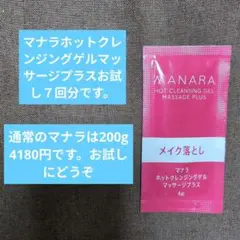 マナラホットクレ
ンジングゲルマッ
サージプラスお試
し７回分です。
通常のマナラは200g
4180円です。お試し
にどうぞ
MANARA
HOT CLEANSING GEL
MASSAGE PLUS
メイク落とし
マナラ
ホットクレンジングゲル
マッサージプラス
4g